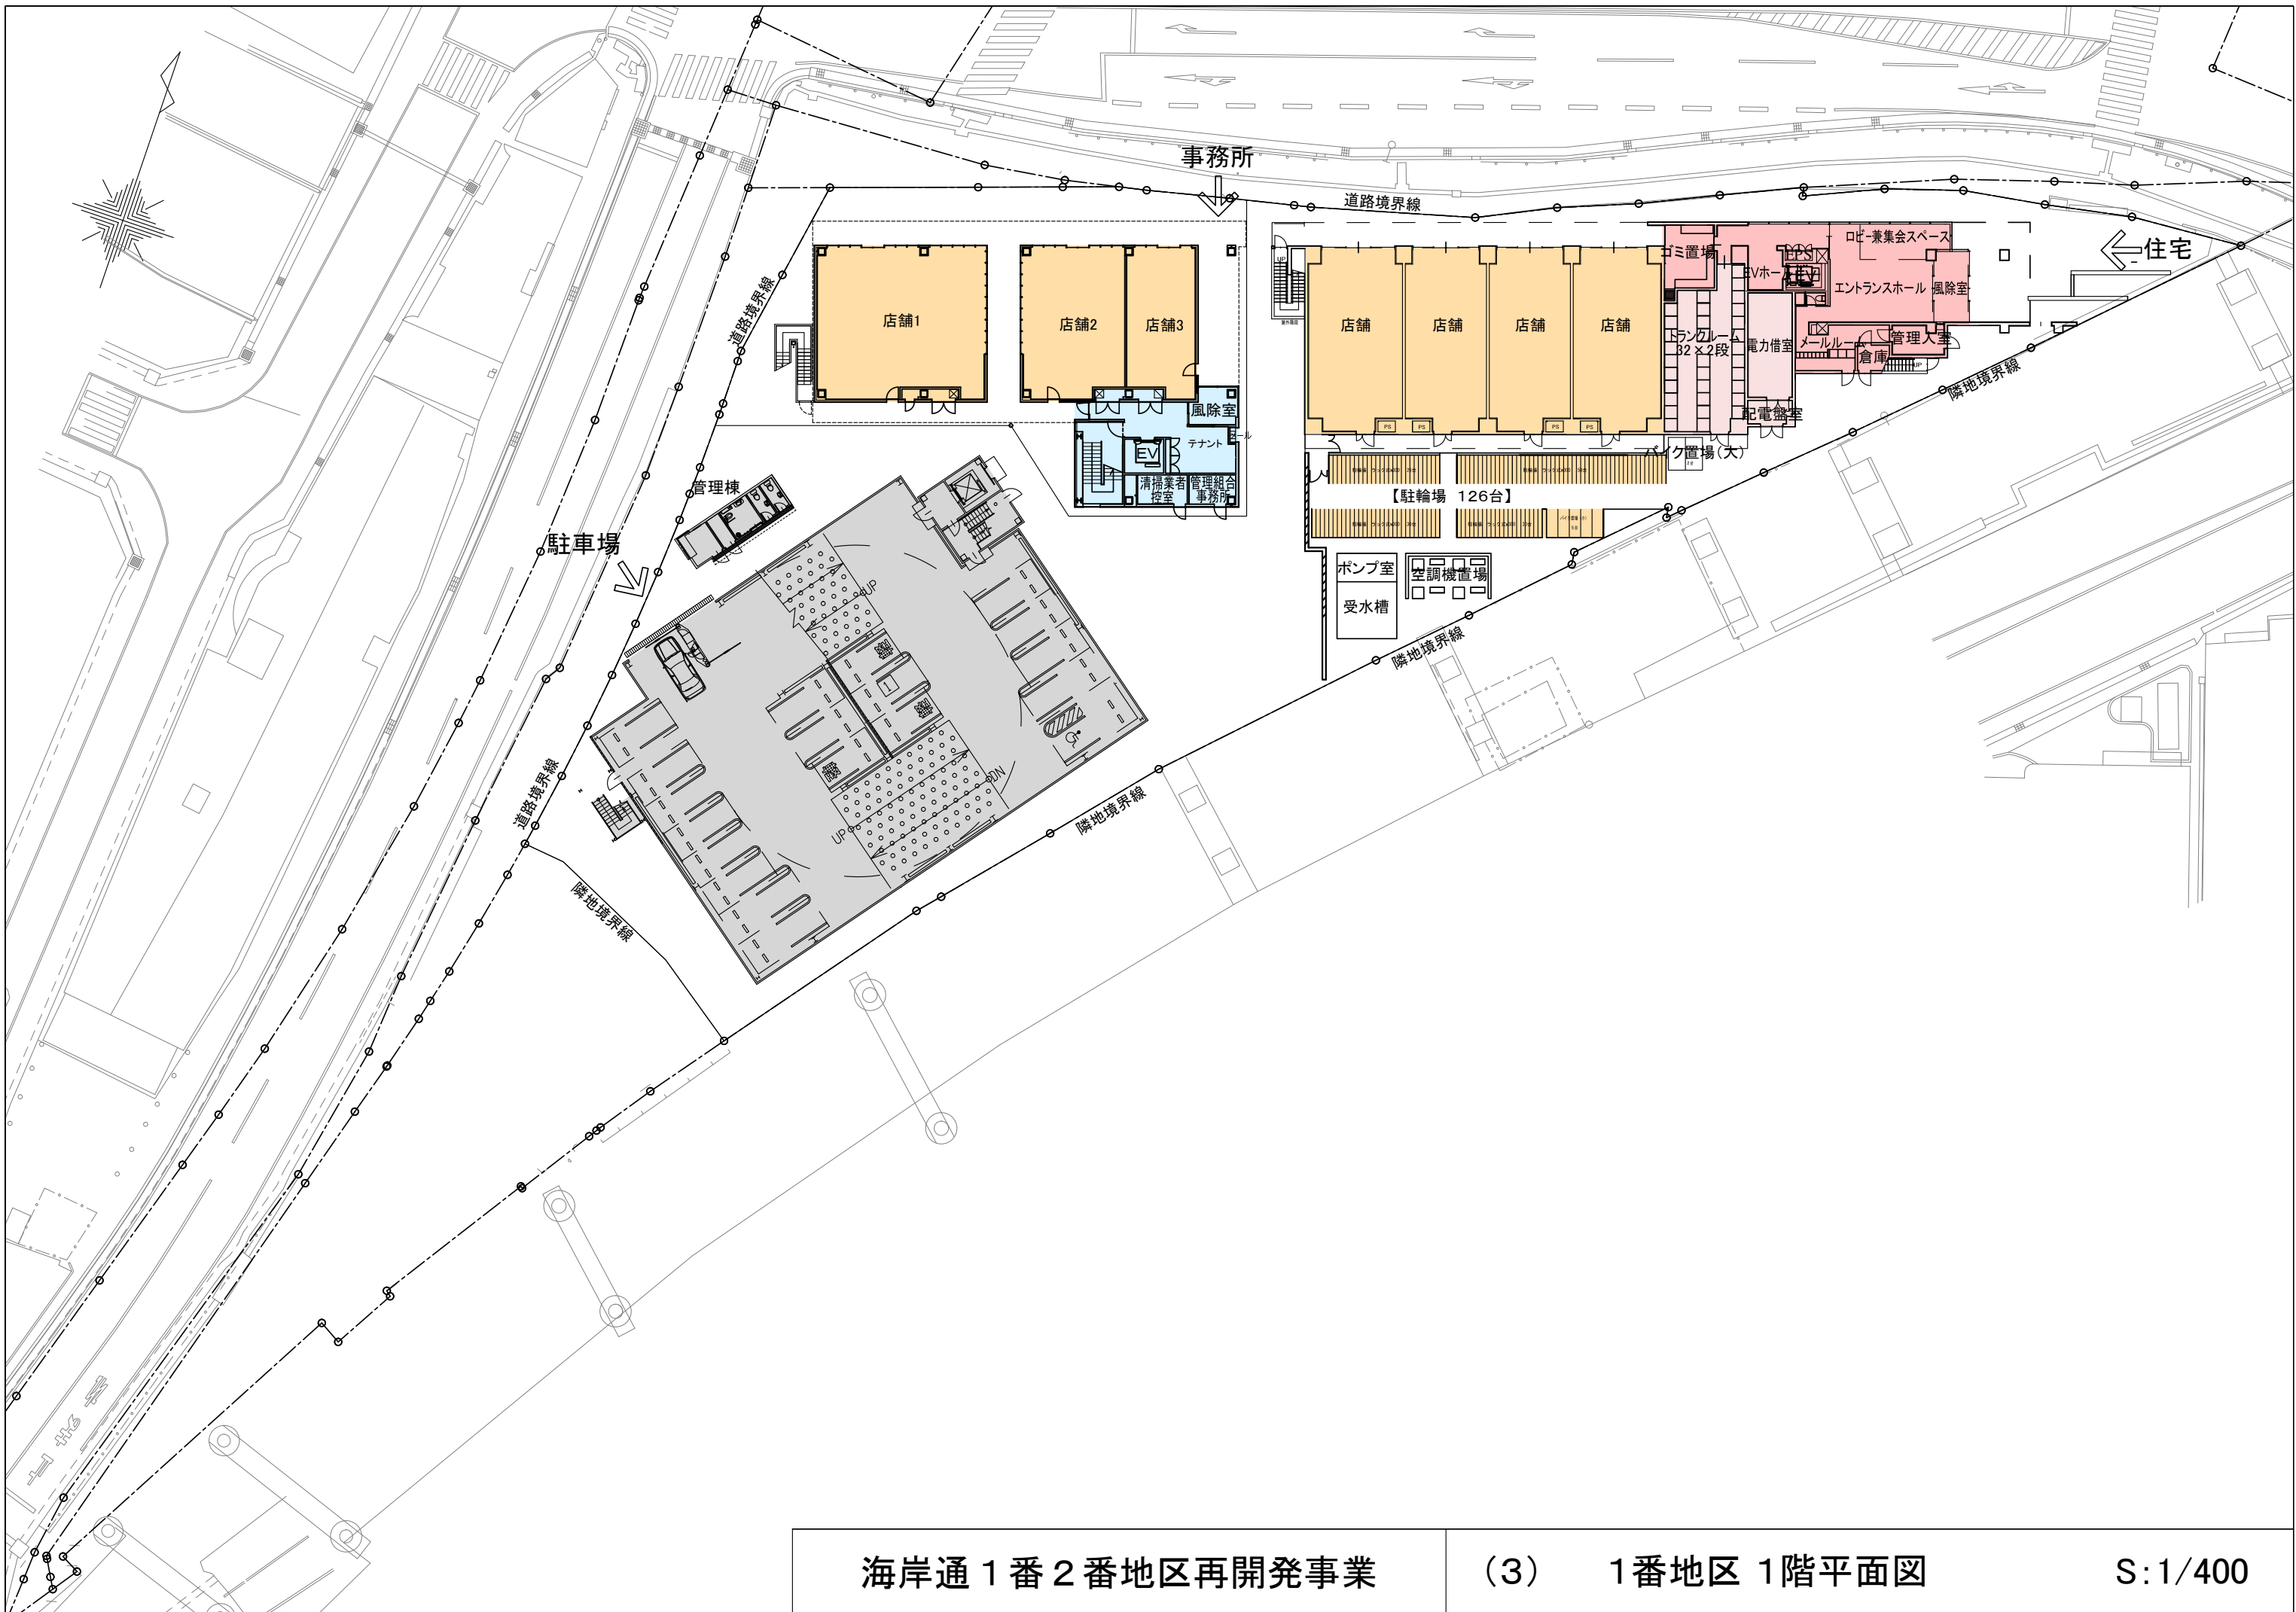 事務所
道路境界線
住宅
ゴミ置場
EVホール
EPS
EV
ロビー兼集会スペース
エントランスホール
風除室
UP
店舗1
店舗2
店舗3
店舗
店舗
店舗
店舗
トランクルーム
32×2段
電力借室
メールルーム
倉庫
管理人室
UP
道路境界線
隣地境界線
風除室
テナント
EV
清掃業者
控室
管理組合
事務所
PS
PS
PS
PS
配電盤室
バイク置場(大)
【駐輪場 126台】
管理棟
駐車場
UP
ポンプ室
受水槽
空調機置場
隣地境界線
1
DN
UP
道路境界線
隣地境界線
隣地境界線
海岸通1番2番地区再開発事業
(3) 1番地区 1階平面図 S:1/400